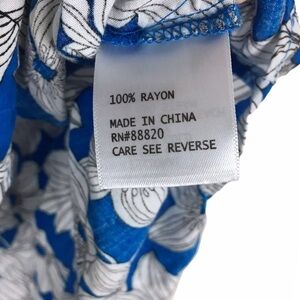 100% RAYON
MADE IN CHINA
RN#88820
CARE SEE REVERSE